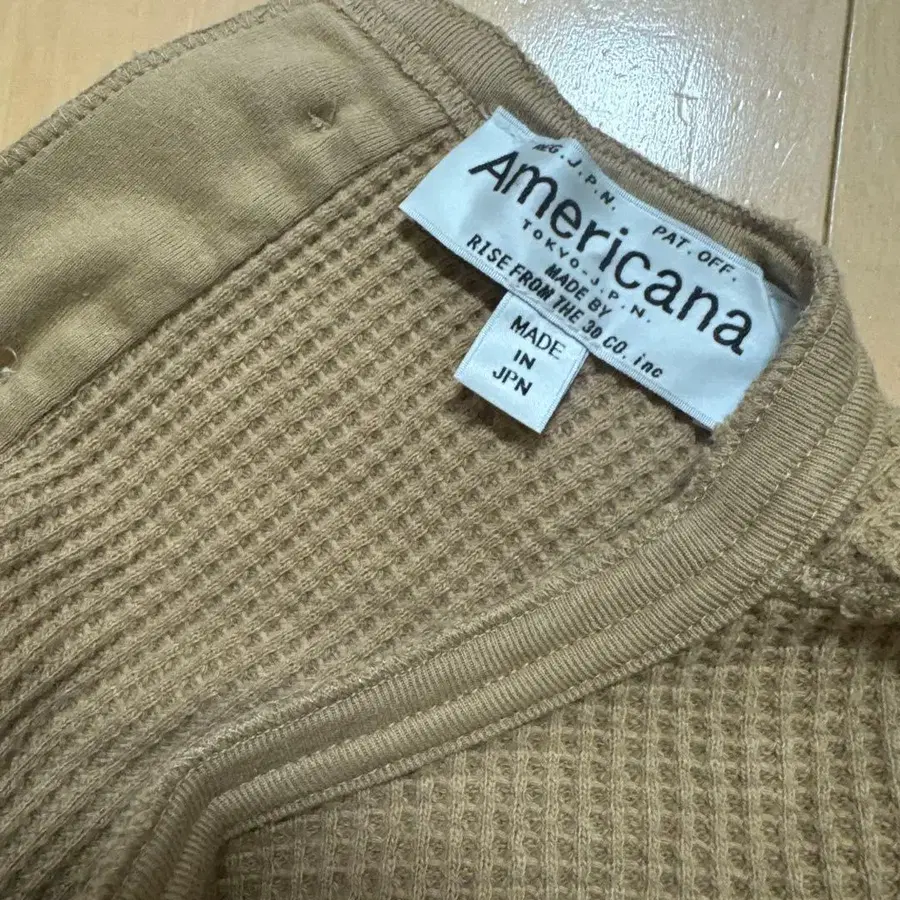 REG. J.P.N. PAT. OFF.
Americana
TOKYO-J.P.N.
MADE BY
RISE FROM THE 30 CO. inc
MADE
IN
JPN